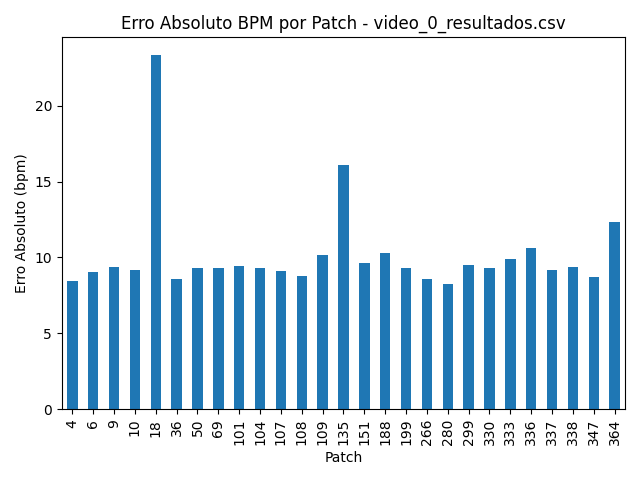 Erro Absoluto BPM por Patch - video_0_resultados.csv
Erro Absoluto (bpm)
20
15
10
5
0
4 6 9 10 18 36 50 69 101 104 107 108 109 135 151 188 199 266 280 299 330 333 336 337 338 347 364
Patch